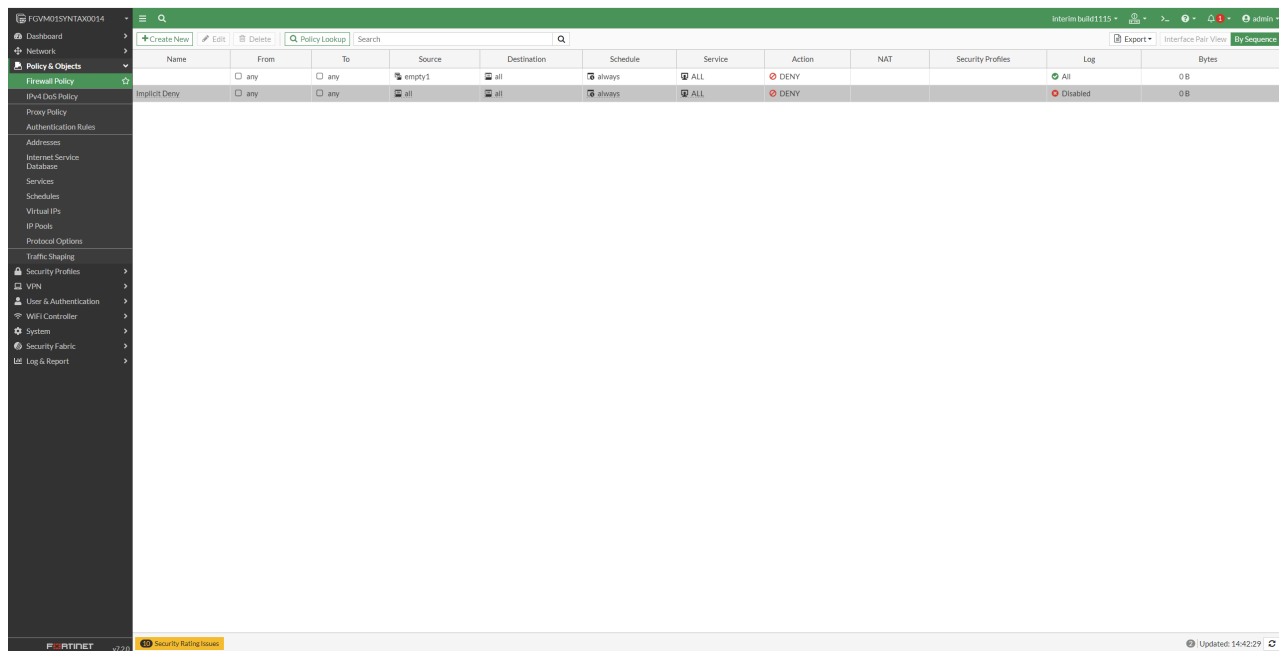 FGVM01SYNTAX0014
interim build1115
admin
Dashboard
Network
Policy & Objects
Firewall Policy
IPv4 DoS Policy
Proxy Policy
Authentication Rules
Addresses
Internet Service
Database
Services
Schedules
Virtual IPs
IP Pools
Protocol Options
Traffic Shaping
Security Profiles
VPN
User & Authentication
WiFi Controller
System
Security Fabric
Log & Report
FORTINET v7.2.0
+ Create New Edit Delete Policy Lookup Search Export Interface Pair View By Sequence
Name From To Source Destination Schedule Service Action NAT Security Profiles Log Bytes
any any empty1 all always ALL DENY All 0 B
Implicit Deny any any all all always ALL DENY Disabled 0 B
10 Security Rating Issues
2 Updated: 14:42:29